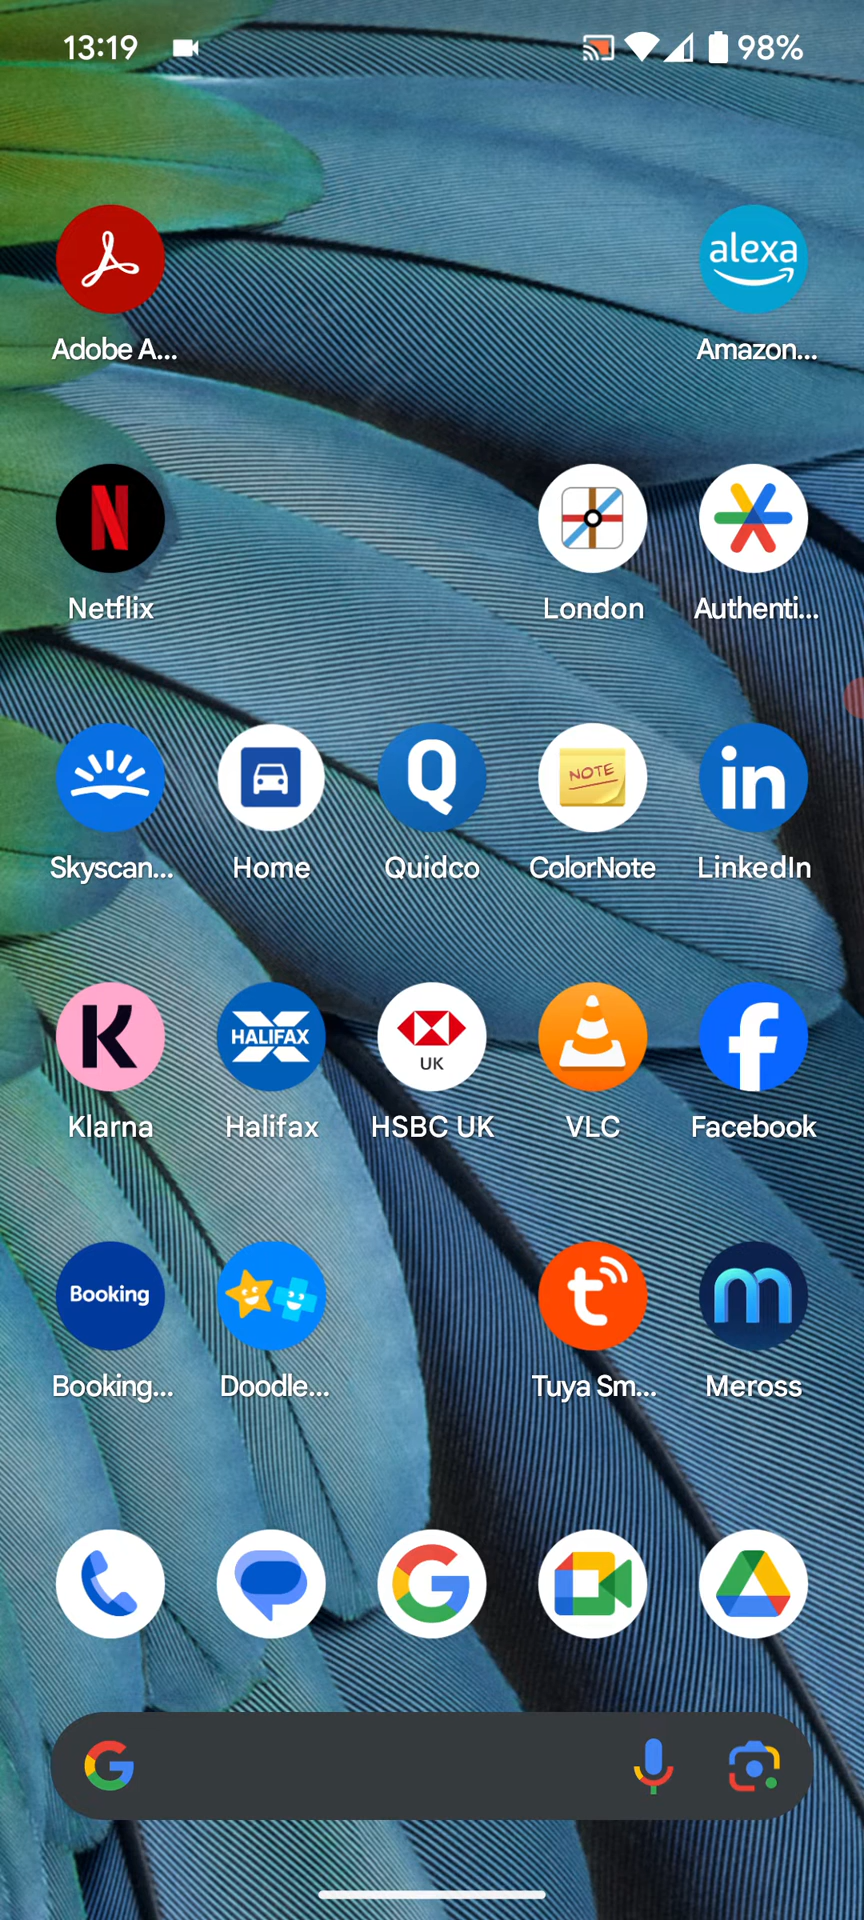 13:19 98%
alexa
Adobe A... Amazon...
N
Netflix London Authenti...
Q NOTE in
Skyscan... Home Quidco ColorNote LinkedIn
K HALIFAX UK f
Klarna Halifax HSBC UK VLC Facebook
Booking t m
Booking... Doodle... Tuya Sm... Meross
G
G